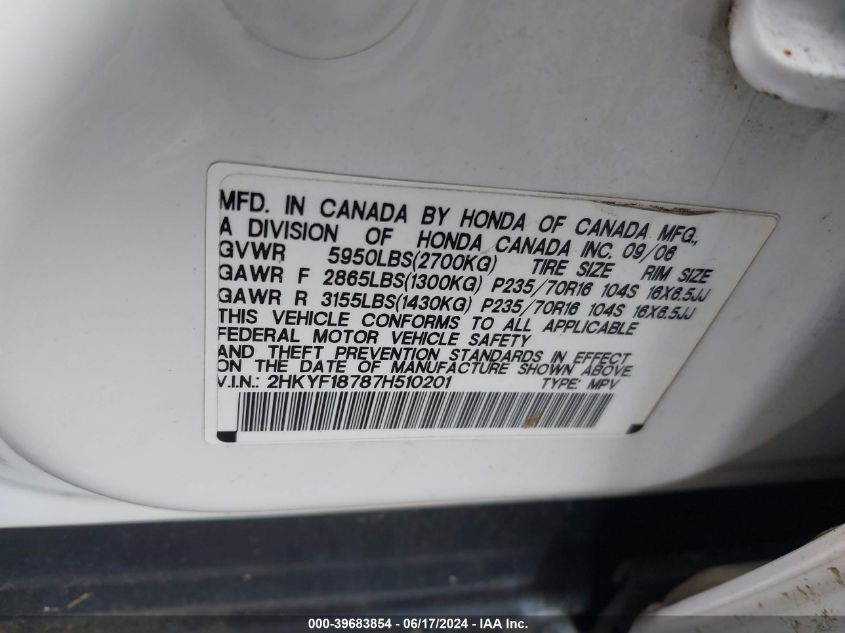 MFD. IN CANADA BY HONDA OF CANADA MFG.,
A DIVISION OF HONDA CANADA INC. 09/06
GVWR 5950LBS(2700KG) TIRE SIZE RIM SIZE
GAWR F 2865LBS(1300KG) P235/70R16 104S 16X6.5JJ
GAWR R 3155LBS(1430KG) P235/70R16 104S 16X6.5JJ
THIS VEHICLE CONFORMS TO ALL APPLICABLE
FEDERAL MOTOR VEHICLE SAFETY
AND THEFT PREVENTION STANDARDS IN EFFECT
ON THE DATE OF MANUFACTURE SHOWN ABOVE
V.I.N.: 2HKYF18787H510201 TYPE: MPV
000-39683854 - 06/17/2024 - IAA Inc.